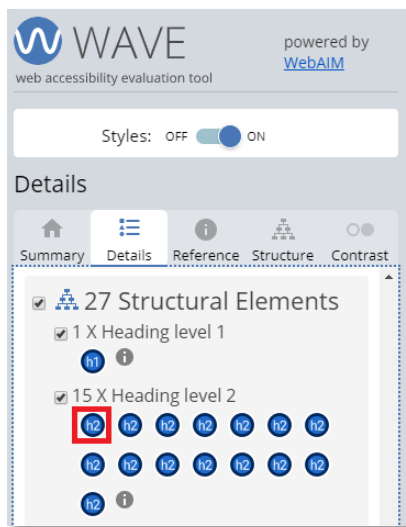 WAVE
powered by
WebAIM
web accessibility evaluation tool
Styles: OFF ON
Details
Summary Details Reference Structure Contrast
27 Structural Elements
1 X Heading level 1
h1 i
15 X Heading level 2
h2 h2 h2 h2 h2 h2 h2
h2 h2 h2 h2 h2 h2 h2
h2 i